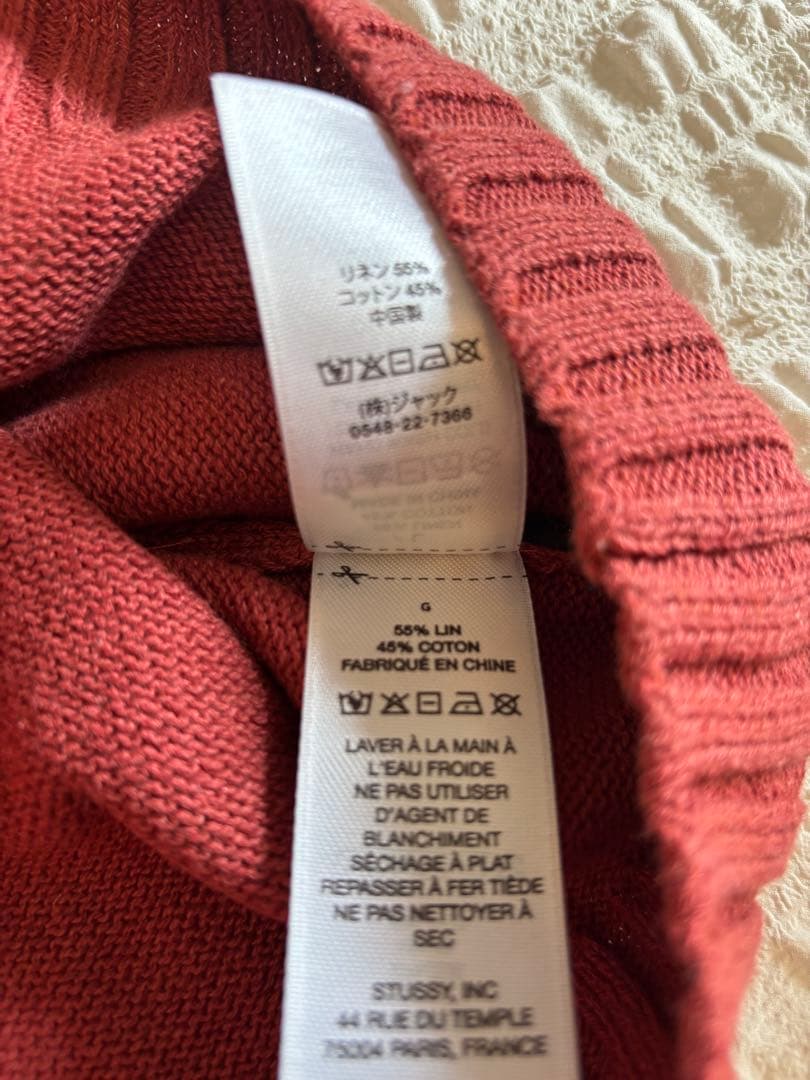 リネン 55%
コットン 45%
中国製
(株)ジャック
0548-22-7366
G
55% LIN
45% COTON
FABRIQUÉ EN CHINE
LAVER À LA MAIN À
L'EAU FROIDE
NE PAS UTILISER
D'AGENT DE
BLANCHIMENT
SÉCHAGE À PLAT
REPASSER À FER TIÈDE
NE PAS NETTOYER À
SEC
STUSSY, INC
44 RUE DU TEMPLE
75004 PARIS, FRANCE